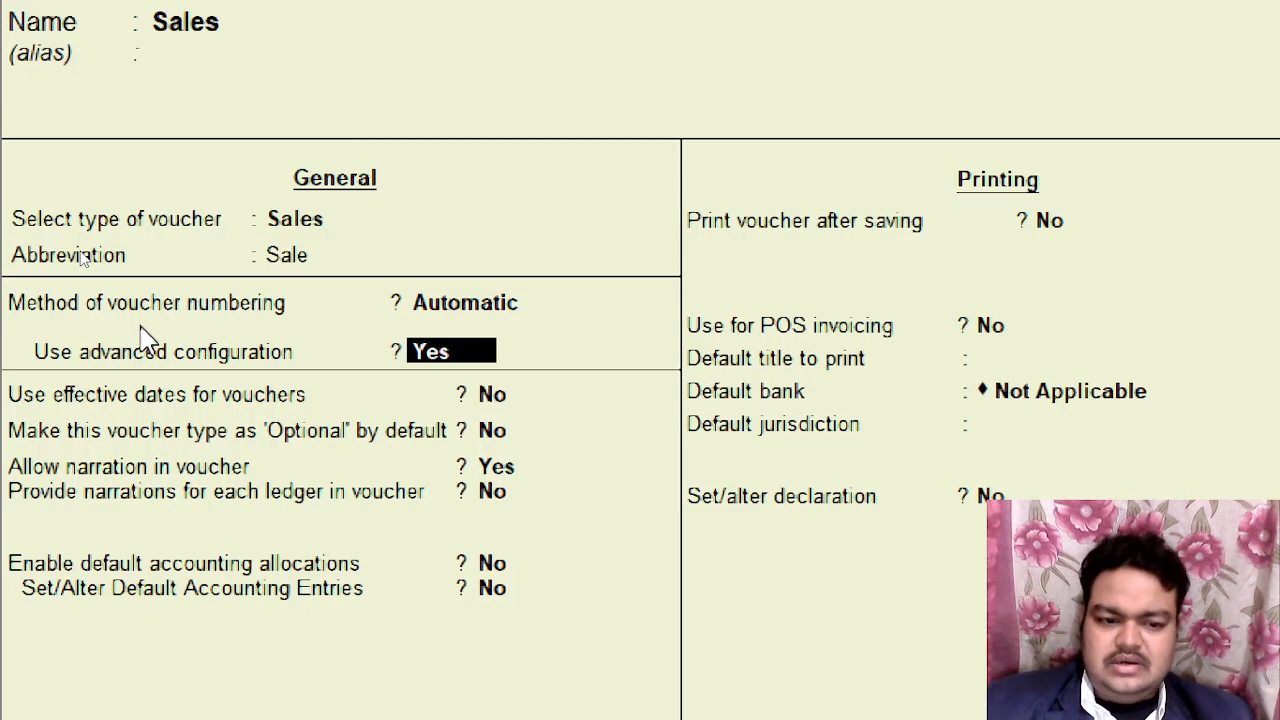 Name : Sales
(alias) :
General
Select type of voucher : Sales
Abbreviation : Sale
Method of voucher numbering ? Automatic
Use advanced configuration ? Yes
Use effective dates for vouchers ? No
Make this voucher type as 'Optional' by default ? No
Allow narration in voucher ? Yes
Provide narrations for each ledger in voucher ? No
Enable default accounting allocations ? No
Set/Alter Default Accounting Entries ? No
Printing
Print voucher after saving ? No
Use for POS invoicing ? No
Default title to print :
Default bank : ♦ Not Applicable
Default jurisdiction :
Set/alter declaration ? No